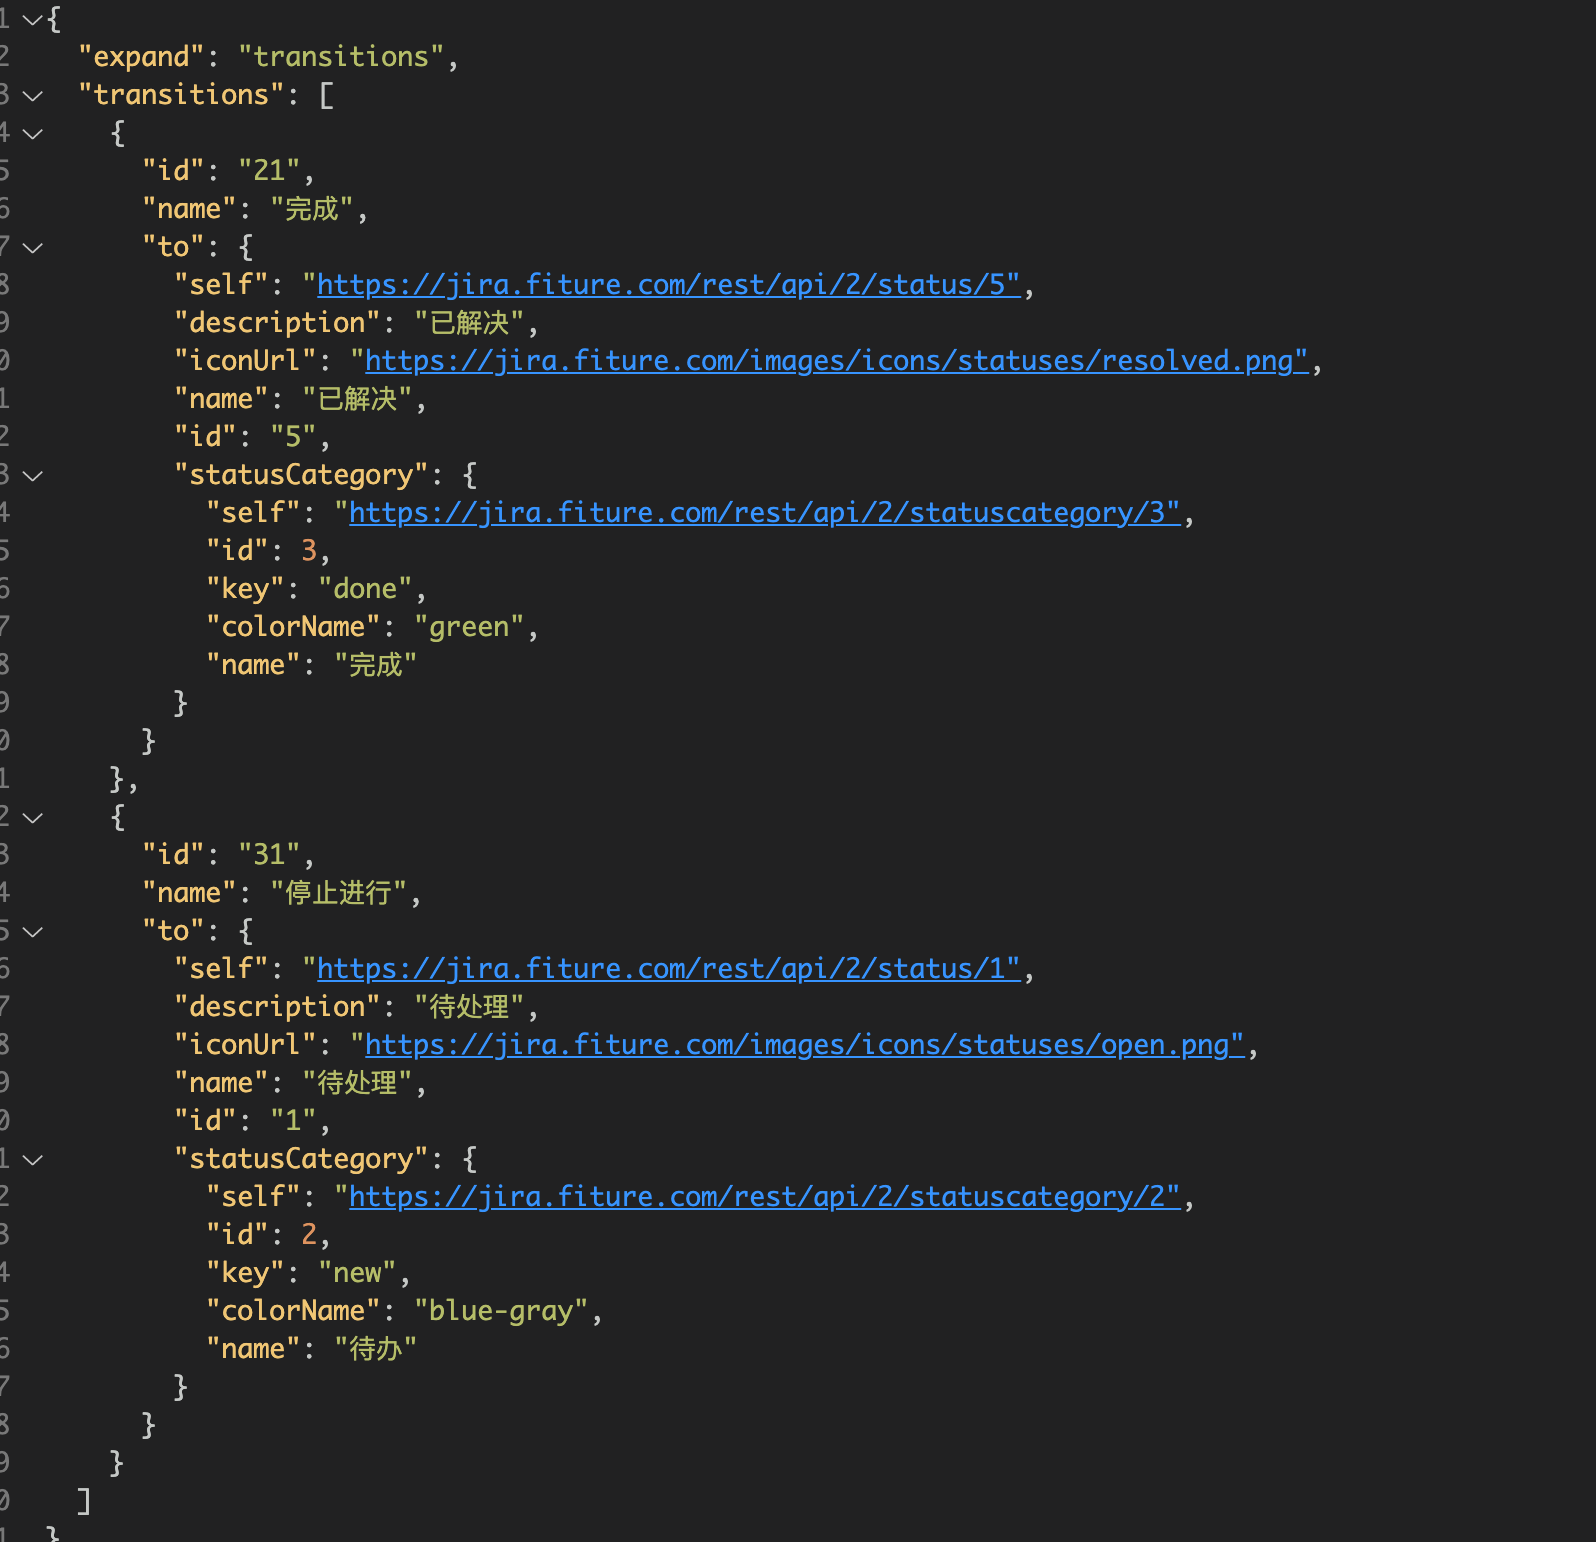 1 {
2 "expand": "transitions",
3 "transitions": [
4 {
5 "id": "21",
6 "name": "完成",
7 "to": {
8 "self": "https://jira.fiture.com/rest/api/2/status/5",
9 "description": "已解决",
0 "iconUrl": "https://jira.fiture.com/images/icons/statuses/resolved.png",
1 "name": "已解决",
2 "id": "5",
3 "statusCategory": {
4 "self": "https://jira.fiture.com/rest/api/2/statuscategory/3",
5 "id": 3,
6 "key": "done",
7 "colorName": "green",
8 "name": "完成"
9 }
0 }
1 },
2 {
3 "id": "31",
4 "name": "停止进行",
5 "to": {
6 "self": "https://jira.fiture.com/rest/api/2/status/1",
7 "description": "待处理",
8 "iconUrl": "https://jira.fiture.com/images/icons/statuses/open.png",
9 "name": "待处理",
0 "id": "1",
1 "statusCategory": {
2 "self": "https://jira.fiture.com/rest/api/2/statuscategory/2",
3 "id": 2,
4 "key": "new",
5 "colorName": "blue-gray",
6 "name": "待办"
7 }
8 }
9 }
0 ]
1 }